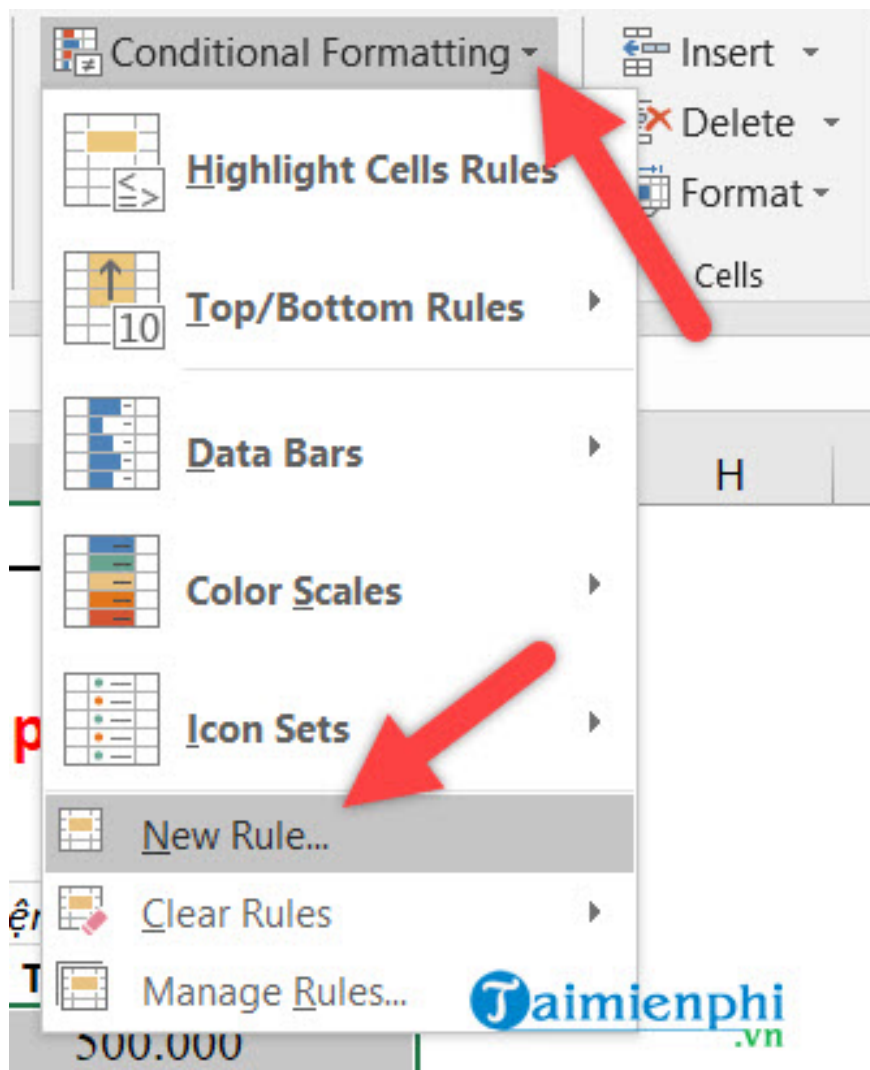 Conditional Formatting
Insert
Delete
Format
Cells
Highlight Cells Rules
10
Top/Bottom Rules
Data Bars
H
Color Scales
p
Icon Sets
New Rule...
Clear Rules
T
Manage Rules...
Taimienphi
.vn
500.000